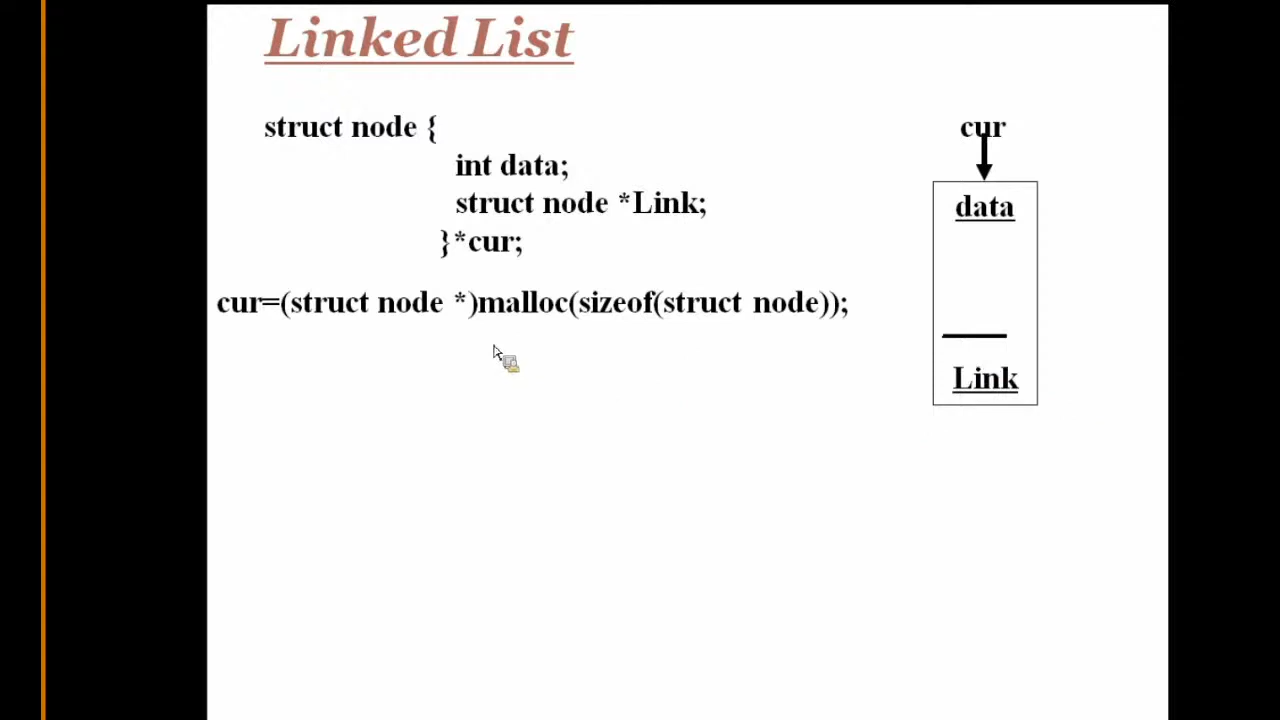 Linked List
struct node {
int data;
struct node *Link;
}*cur;
cur=(struct node *)malloc(sizeof(struct node));
cur
data
Link